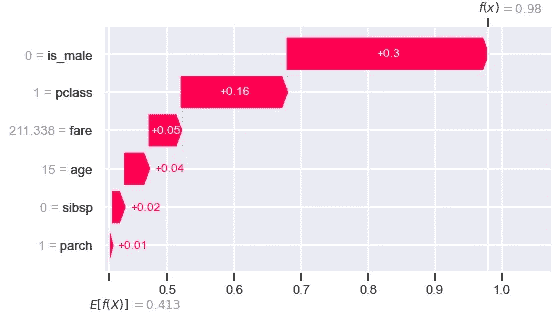 f(x) = 0.98
0 = is_male +0.3
1 = pclass +0.16
211.338 = fare +0.05
15 = age +0.04
0 = sibsp +0.02
1 = parch +0.01
0.5 0.6 0.7 0.8 0.9 1.0
E[f(X)] = 0.413